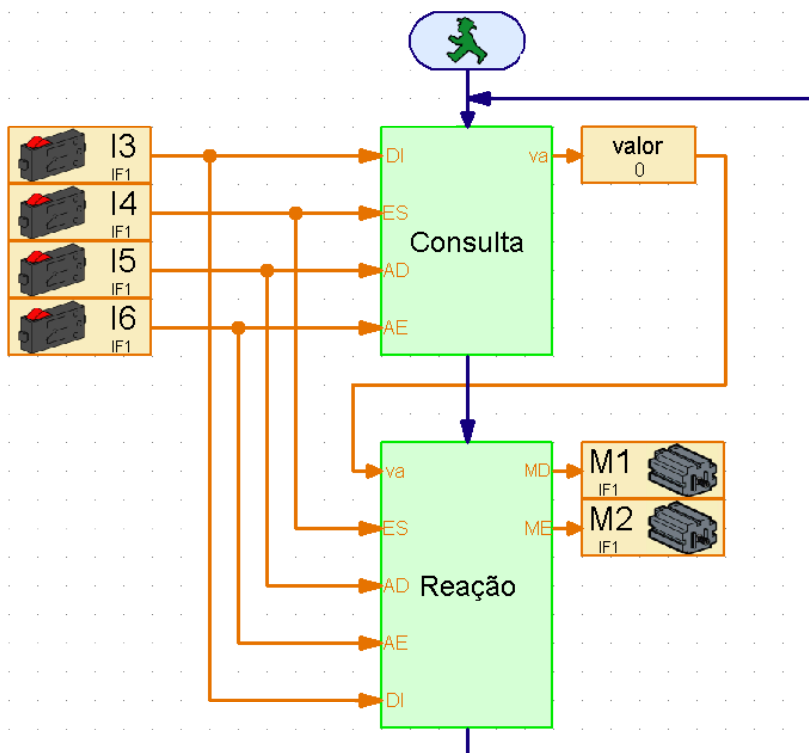 I3
IF1
I4
IF1
I5
IF1
I6
IF1
DI
ES
AD
AE
Consulta
va
valor
0
va
ES
AD
AE
DI
Reação
MD
ME
M1
IF1
M2
IF1